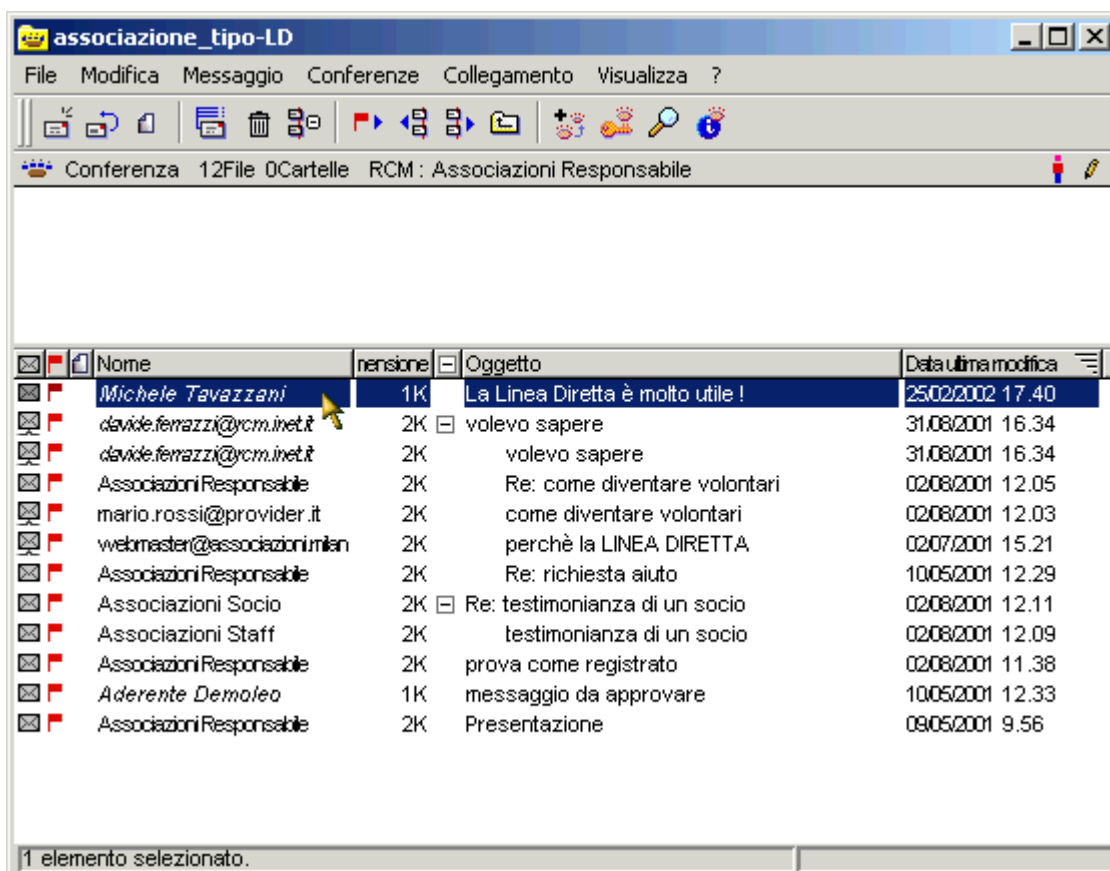 associazione_tipo-LD
File Modifica Messaggio Conferenze Collegamento Visualizza ?
Conferenza 12File 0Cartelle RCM : Associazioni Responsabile
Nome mensione Oggetto Data ultima modifica
Michele Tavazzani 1K La Linea Diretta è molto utile ! 25/02/2002 17.40
davide.ferrazzi@rcm.inet.it 2K volevo sapere 31/08/2001 16.34
davide.ferrazzi@rcm.inet.it 2K volevo sapere 31/08/2001 16.34
Associazioni Responsabile 2K Re: come diventare volontari 02/08/2001 12.05
mario.rossi@provider.it 2K come diventare volontari 02/08/2001 12.03
webmaster@associazioni.milan 2K perchè la LINEA DIRETTA 02/07/2001 15.21
Associazioni Responsabile 2K Re: richiesta aiuto 10/05/2001 12.29
Associazioni Socio 2K Re: testimonianza di un socio 02/08/2001 12.11
Associazioni Staff 2K testimonianza di un socio 02/08/2001 12.09
Associazioni Responsabile 2K prova come registrato 02/08/2001 11.38
Aderente Demoleo 1K messaggio da approvare 10/05/2001 12.33
Associazioni Responsabile 2K Presentazione 09/05/2001 9.56
1 elemento selezionato.